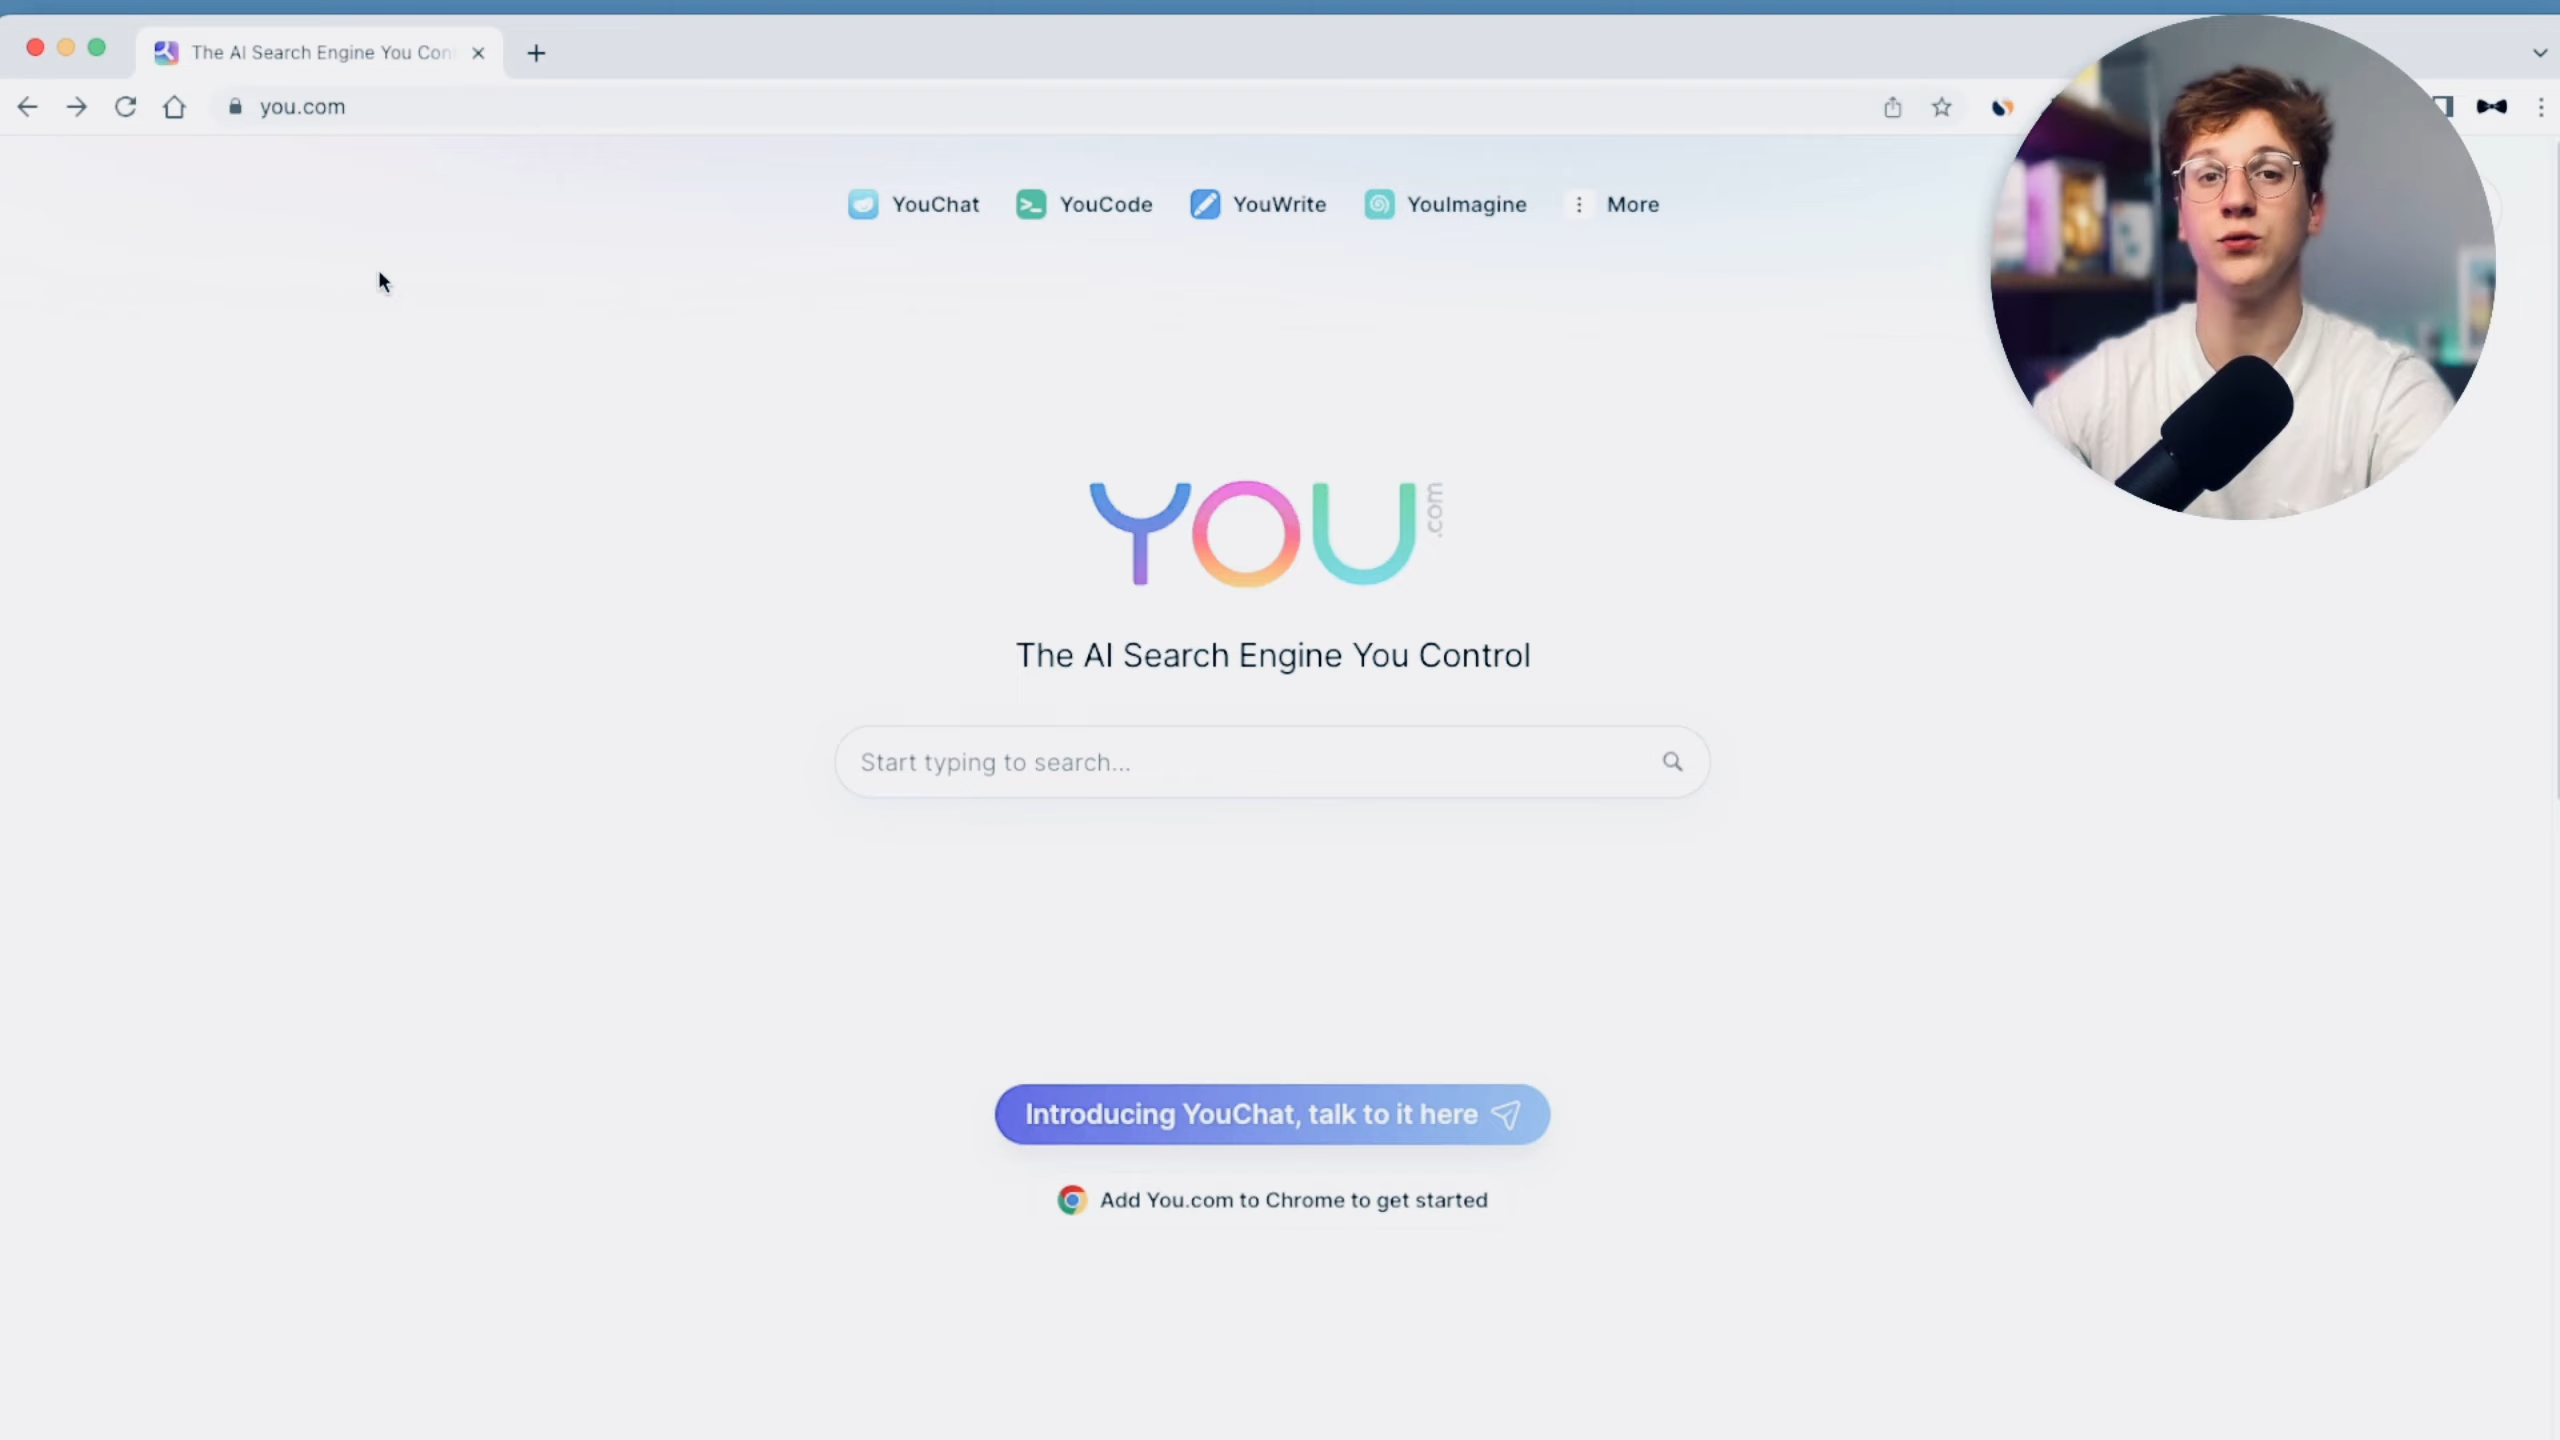 The AI Search Engine You Con
you.com
YouChat YouCode YouWrite YouImagine More
YOU.com
The AI Search Engine You Control
Start typing to search...
Introducing YouChat, talk to it here
Add You.com to Chrome to get started